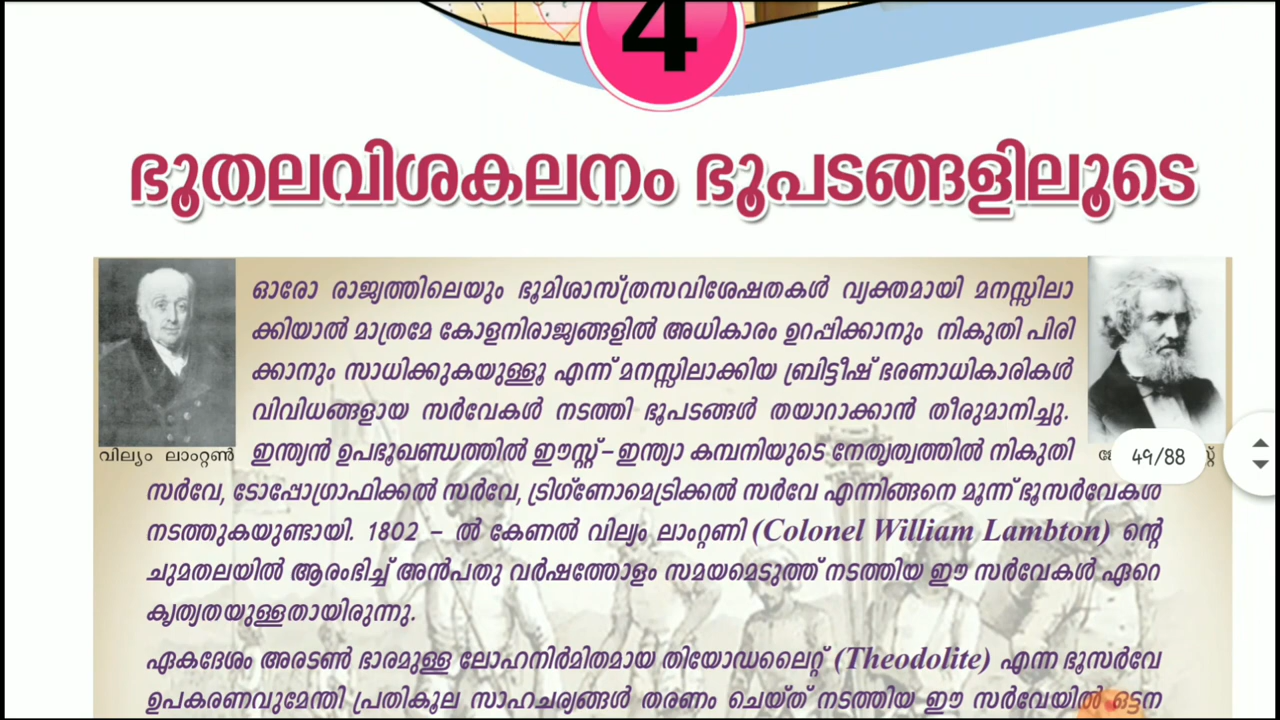 4
ഭൂതലവിശകലനം ഭൂപടങ്ങളിലൂടെ
ഓരോ രാജ്യത്തിലെയും ഭൂമിശാസ്ത്രസവിശേഷതകൾ വ്യക്തമായി മനസ്സിലാ
ക്കിയാൽ മാത്രമേ കോളനിരാജ്യങ്ങളിൽ അധികാരം ഉറപ്പിക്കാനും നികുതി പിരി
ക്കാനും സാധിക്കുകയുള്ളൂ എന്ന് മനസ്സിലാക്കിയ ബ്രിട്ടീഷ് ഭരണാധികാരികൾ
വിവിധങ്ങളായ സർവേകൾ നടത്തി ഭൂപടങ്ങൾ തയാറാക്കാൻ തീരുമാനിച്ചു.
വില്യം ലാംറ്റൺ
ഇന്ത്യൻ ഉപഭൂഖണ്ഡത്തിൽ ഈസ്റ്റ്-ഇന്ത്യാ കമ്പനിയുടെ നേതൃത്വത്തിൽ നികുതി
49/88
സർവേ, ടോപ്പോഗ്രാഫിക്കൽ സർവേ, ട്രിഗ്ണോമെട്രിക്കൽ സർവേ എന്നിങ്ങനെ മൂന്ന് ഭൂസർവേകൾ
നടത്തുകയുണ്ടായി. 1802 - ൽ കേണൽ വില്യം ലാംറ്റണി (Colonel William Lambton) ന്റെ
ചുമതലയിൽ ആരംഭിച്ച് അൻപതു വർഷത്തോളം സമയമെടുത്ത് നടത്തിയ ഈ സർവേകൾ ഏറെ
കൃത്യതയുള്ളതായിരുന്നു.
ഏകദേശം അരടൺ ഭാരമുള്ള ലോഹനിർമിതമായ തിയോഡലൈറ്റ് (Theodolite) എന്ന ഭൂസർവേ
ഉപകരണവുമേന്തി പ്രതികൂല സാഹചര്യങ്ങൾ തരണം ചെയ്ത് നടത്തിയ ഈ സർവേയിൽ ഒട്ടന